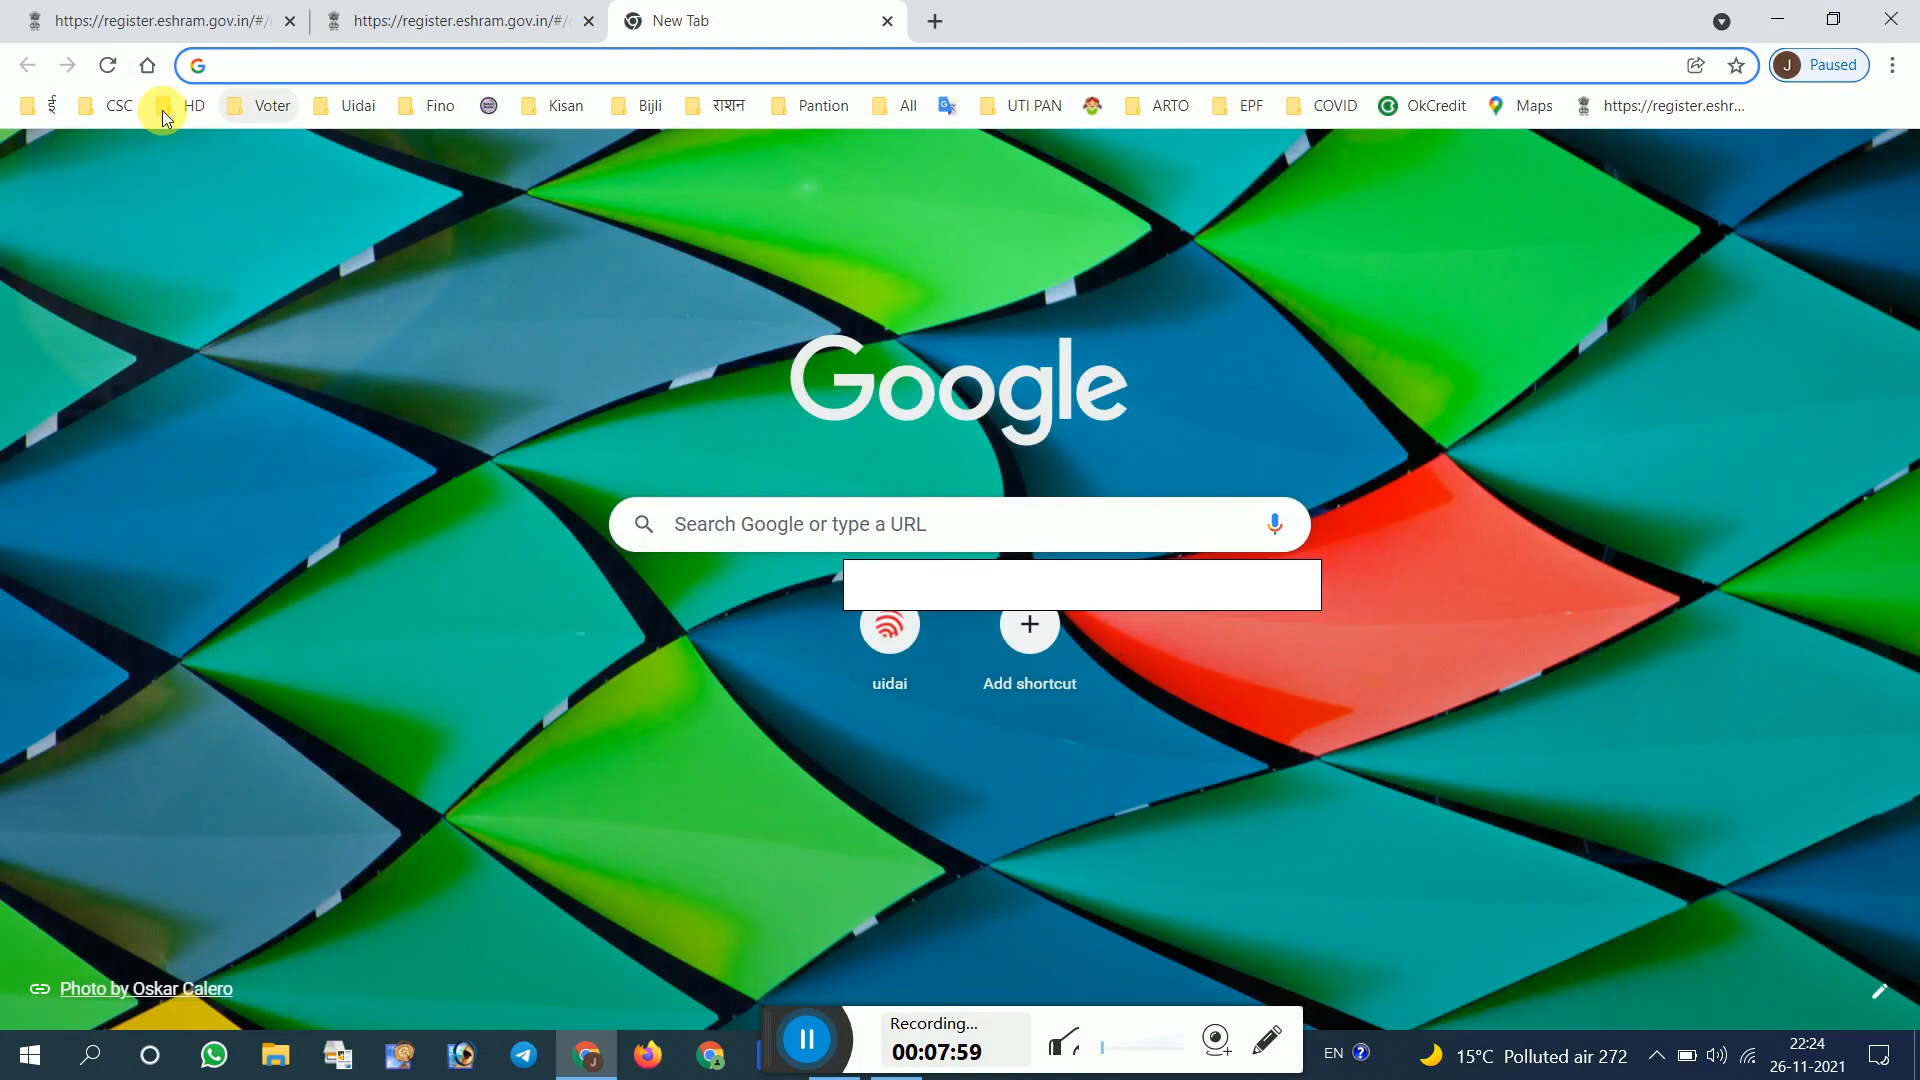 https://register.eshram.gov.in/#/
https://register.eshram.gov.in/#/
New Tab
J Paused
ई CSC HD Voter Uidai Fino Kisan Bijli राशन Pantion All UTI PAN ARTO EPF COVID OkCredit Maps https://register.eshr...
Google
Search Google or type a URL
uidai
Add shortcut
Photo by Oskar Calero
Recording...
00:07:59
EN
15°C Polluted air 272
22:24
26-11-2021